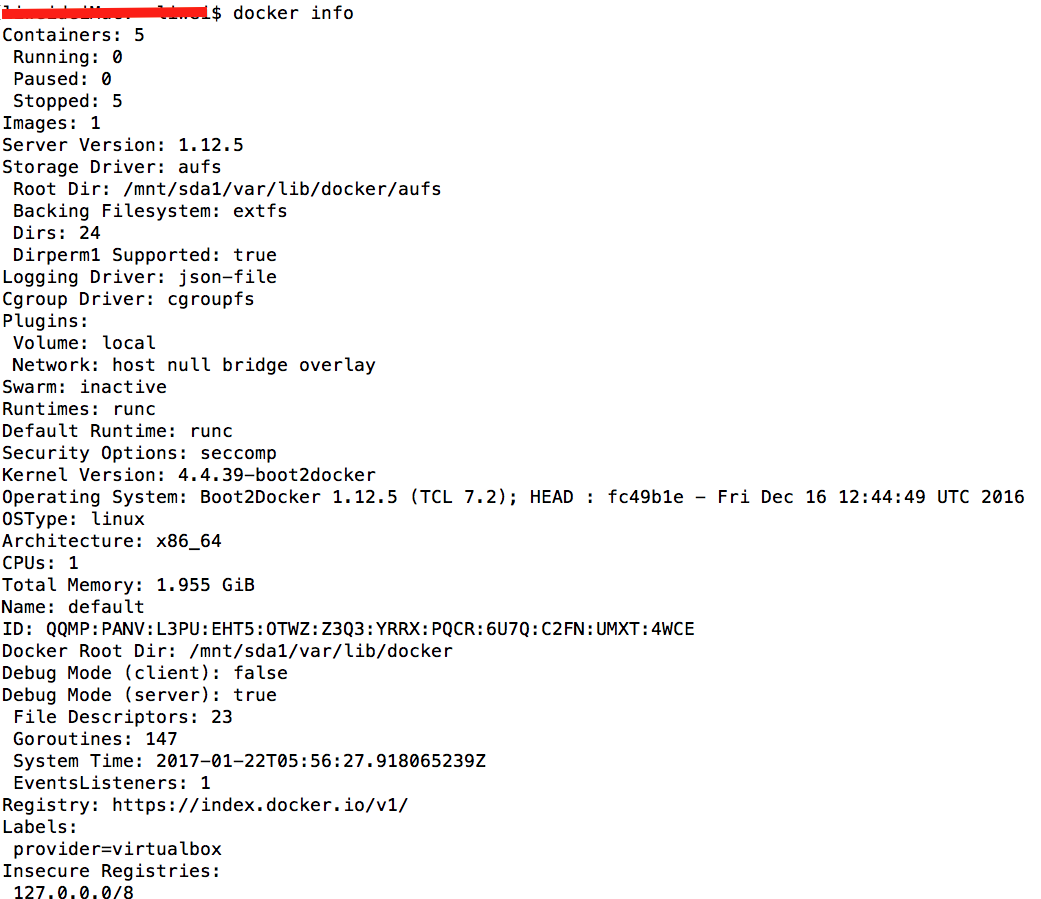 $ docker info
Containers: 5
 Running: 0
 Paused: 0
 Stopped: 5
Images: 1
Server Version: 1.12.5
Storage Driver: aufs
 Root Dir: /mnt/sda1/var/lib/docker/aufs
 Backing Filesystem: extfs
 Dirs: 24
 Dirperm1 Supported: true
Logging Driver: json-file
Cgroup Driver: cgroupfs
Plugins:
 Volume: local
 Network: host null bridge overlay
Swarm: inactive
Runtimes: runc
Default Runtime: runc
Security Options: seccomp
Kernel Version: 4.4.39-boot2docker
Operating System: Boot2Docker 1.12.5 (TCL 7.2); HEAD : fc49b1e - Fri Dec 16 12:44:49 UTC 2016
OSType: linux
Architecture: x86_64
CPUs: 1
Total Memory: 1.955 GiB
Name: default
ID: QQMP:PANV:L3PU:EHT5:OTWZ:Z3Q3:YRRX:PQCR:6U7Q:C2FN:UMXT:4WCE
Docker Root Dir: /mnt/sda1/var/lib/docker
Debug Mode (client): false
Debug Mode (server): true
 File Descriptors: 23
 Goroutines: 147
 System Time: 2017-01-22T05:56:27.918065239Z
 EventsListeners: 1
Registry: https://index.docker.io/v1/
Labels:
 provider=virtualbox
Insecure Registries:
 127.0.0.0/8